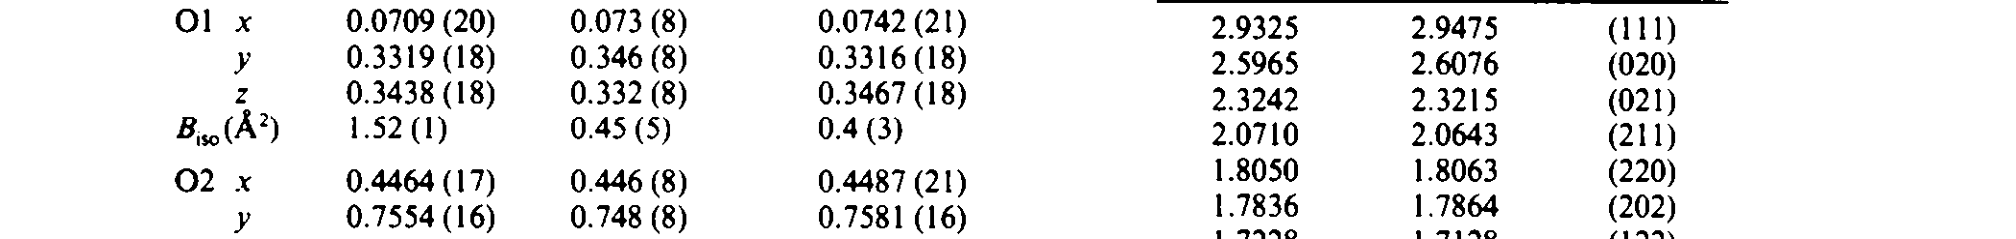 O1 x 0.0709 (20) 0.073 (8) 0.0742 (21)
y 0.3319 (18) 0.346 (8) 0.3316 (18)
z 0.3438 (18) 0.332 (8) 0.3467 (18)
B_iso (Å²) 1.52 (1) 0.45 (5) 0.4 (3)
O2 x 0.4464 (17) 0.446 (8) 0.4487 (21)
y 0.7554 (16) 0.748 (8) 0.7581 (16)
2.9325 2.9475 (111)
2.5965 2.6076 (020)
2.3242 2.3215 (021)
2.0710 2.0643 (211)
1.8050 1.8063 (220)
1.7836 1.7864 (202)